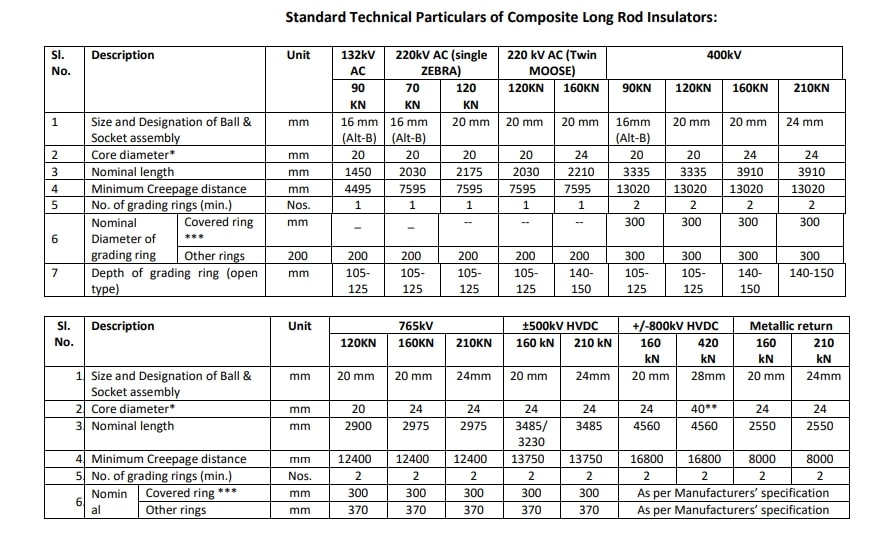 Standard Technical Particulars of Composite Long Rod Insulators:
Sl. No. Description Unit 132kV AC 220kV AC (single ZEBRA) 220 kV AC (Twin MOOSE) 400kV
90 KN 70 KN 120 KN 120KN 160KN 90KN 120KN 160KN 210KN
1 Size and Designation of Ball & Socket assembly mm 16 mm (Alt-B) 16 mm (Alt-B) 20 mm 20 mm 20 mm 16mm (Alt-B) 20 mm 20 mm 24 mm
2 Core diameter* mm 20 20 20 20 24 20 20 24 24
3 Nominal length mm 1450 2030 2175 2030 2210 3335 3335 3910 3910
4 Minimum Creepage distance mm 4495 7595 7595 7595 7595 13020 13020 13020 13020
5 No. of grading rings (min.) Nos. 1 1 1 1 1 2 2 2 2
6 Nominal Diameter of grading ring Covered ring *** mm – – -- -- -- 300 300 300 300
Other rings 200 200 200 200 200 300 300 300 300
7 Depth of grading ring (open type) mm 105-125 105-125 105-125 105-125 140-150 105-125 105-125 140-150 140-150
Sl. No. Description Unit 765kV ±500kV HVDC +/-800kV HVDC Metallic return
120KN 160KN 210KN 160 kN 210 kN 160 kN 420 kN 160 kN 210 kN
1. Size and Designation of Ball & Socket assembly mm 20 mm 20 mm 24mm 20 mm 24mm 20 mm 28mm 20 mm 24mm
2. Core diameter* mm 20 24 24 24 24 24 40** 24 24
3. Nominal length mm 2900 2975 2975 3485/3230 3485 4560 4560 2550 2550
4. Minimum Creepage distance mm 12400 12400 12400 13750 13750 16800 16800 8000 8000
5. No. of grading rings (min.) Nos. 2 2 2 2 2 2 2 2 2
6. Nominal Covered ring *** mm 300 300 300 300 300 As per Manufacturers’ specification
Other rings mm 370 370 370 370 370 As per Manufacturers’ specification